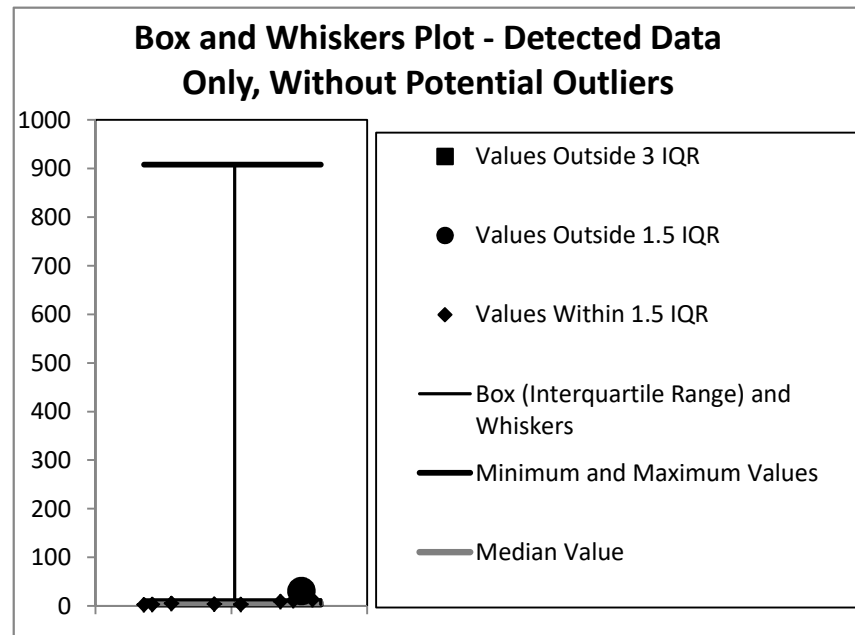 Box and Whiskers Plot - Detected Data
Only, Without Potential Outliers
1000
900
800
700
600
500
400
300
200
100
0
Values Outside 3 IQR
Values Outside 1.5 IQR
Values Within 1.5 IQR
Box (Interquartile Range) and
Whiskers
Minimum and Maximum Values
Median Value